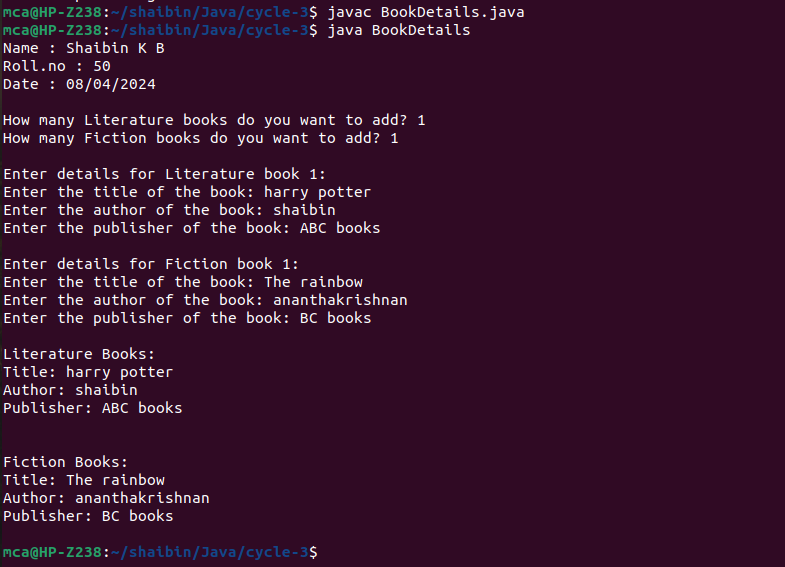 mca@HP-Z238:~/shaibin/Java/cycle-3$ javac BookDetails.java
mca@HP-Z238:~/shaibin/Java/cycle-3$ java BookDetails
Name : Shaibin K B
Roll.no : 50
Date : 08/04/2024
How many Literature books do you want to add? 1
How many Fiction books do you want to add? 1
Enter details for Literature book 1:
Enter the title of the book: harry potter
Enter the author of the book: shaibin
Enter the publisher of the book: ABC books
Enter details for Fiction book 1:
Enter the title of the book: The rainbow
Enter the author of the book: ananthakrishnan
Enter the publisher of the book: BC books
Literature Books:
Title: harry potter
Author: shaibin
Publisher: ABC books
Fiction Books:
Title: The rainbow
Author: ananthakrishnan
Publisher: BC books
mca@HP-Z238:~/shaibin/Java/cycle-3$